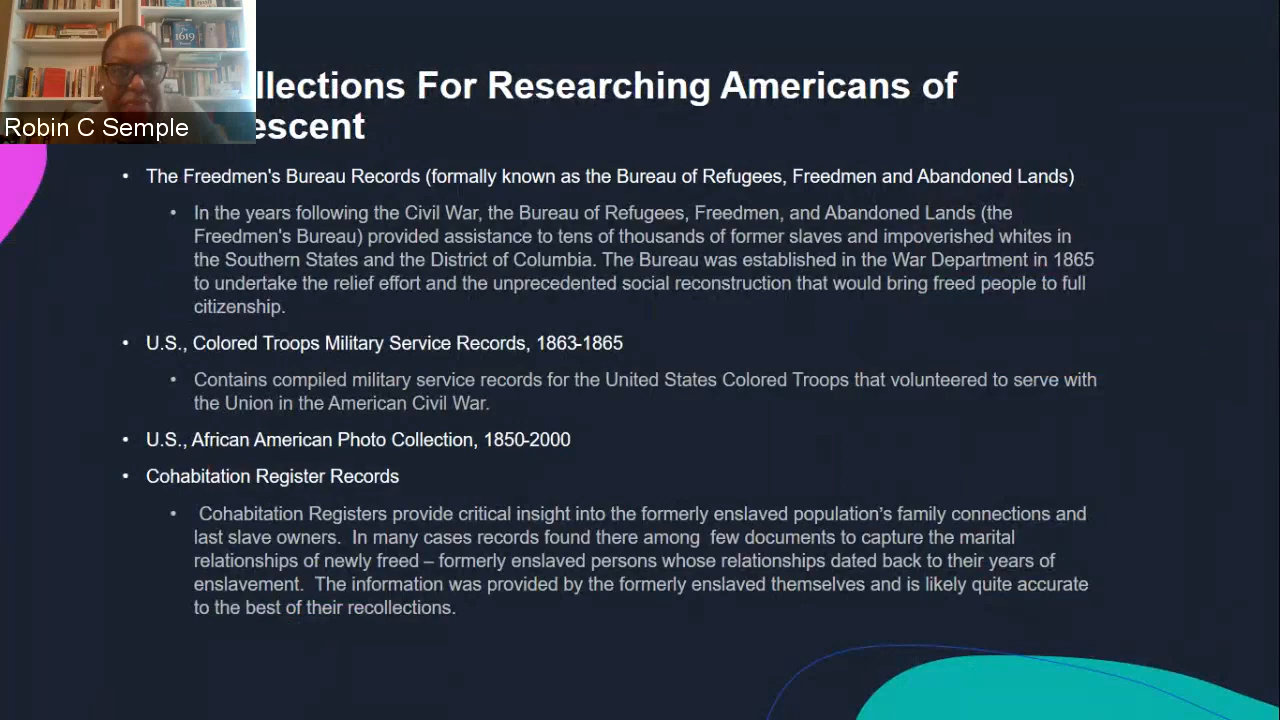 1619
Robin C Semple
llections For Researching Americans of
escent
• The Freedmen's Bureau Records (formally known as the Bureau of Refugees, Freedmen and Abandoned Lands)
• In the years following the Civil War, the Bureau of Refugees, Freedmen, and Abandoned Lands (the
Freedmen's Bureau) provided assistance to tens of thousands of former slaves and impoverished whites in
the Southern States and the District of Columbia. The Bureau was established in the War Department in 1865
to undertake the relief effort and the unprecedented social reconstruction that would bring freed people to full
citizenship.
• U.S., Colored Troops Military Service Records, 1863-1865
• Contains compiled military service records for the United States Colored Troops that volunteered to serve with
the Union in the American Civil War.
• U.S., African American Photo Collection, 1850-2000
• Cohabitation Register Records
• Cohabitation Registers provide critical insight into the formerly enslaved population's family connections and
last slave owners. In many cases records found there among few documents to capture the marital
relationships of newly freed – formerly enslaved persons whose relationships dated back to their years of
enslavement. The information was provided by the formerly enslaved themselves and is likely quite accurate
to the best of their recollections.